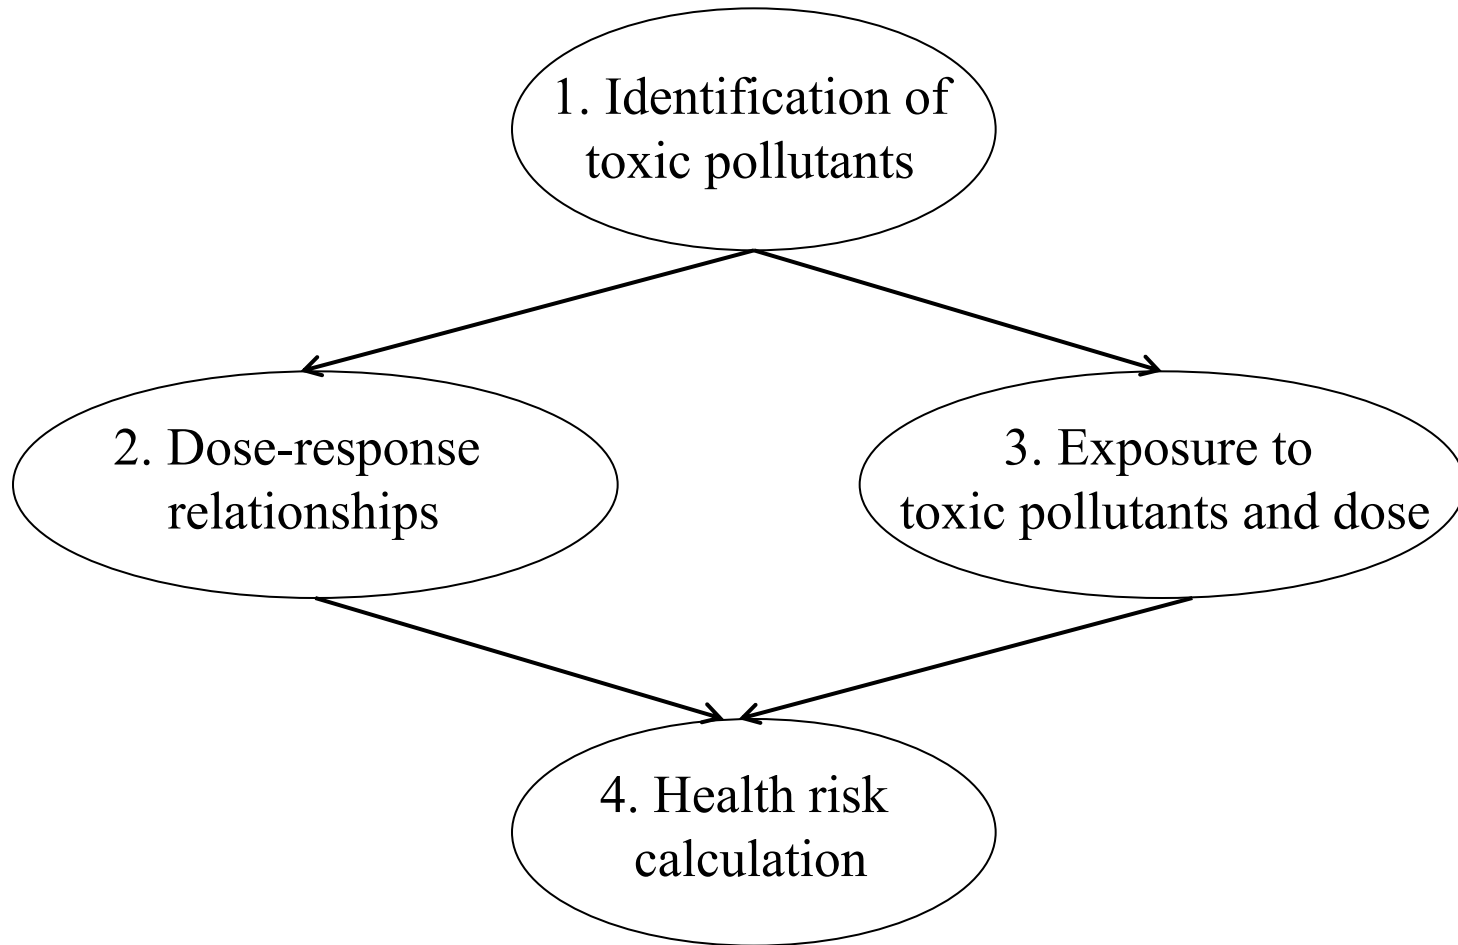 1. Identification of
toxic pollutants
2. Dose-response
relationships
3. Exposure to
toxic pollutants and dose
4. Health risk
calculation